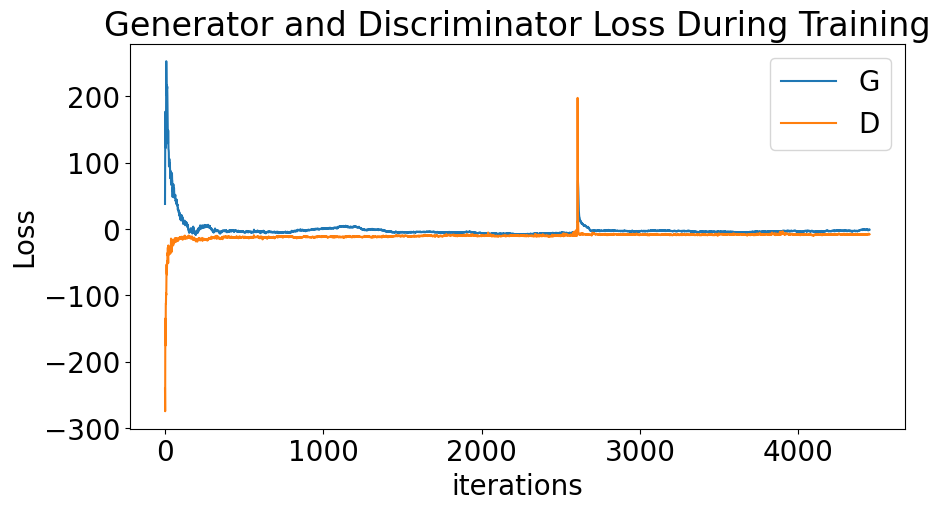 Generator and Discriminator Loss During Training
G
D
Loss
200
100
0
−100
−200
−300
0 1000 2000 3000 4000
iterations